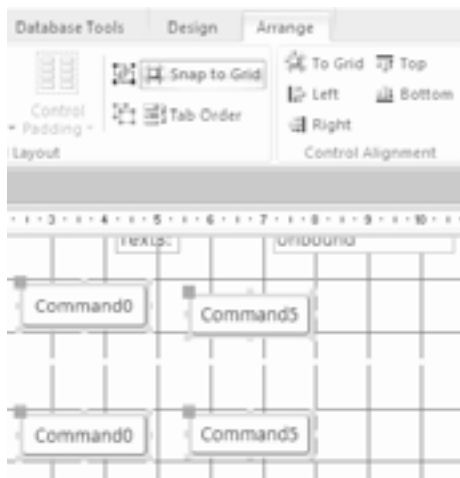 Database Tools Design Arrange
Snap to Grid To Grid Top
Control Padding Tab Order Left Bottom
Right
Layout Control Alignment
3 4 5 6 7 8 9 10
Text5: Unbound
Command0 Command5
Command0 Command5